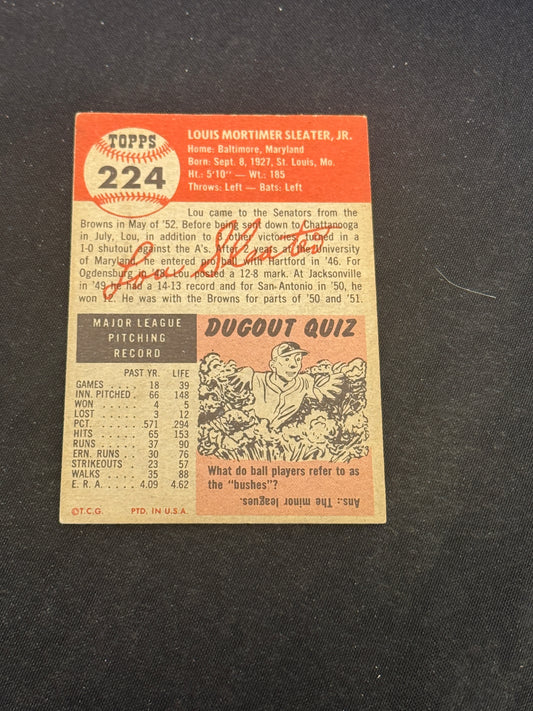 TOPPS
224
LOUIS MORTIMER SLEATER, JR.
Home: Baltimore, Maryland
Born: Sept. 8, 1927, St. Louis, Mo.
Ht.: 5'10" — Wt.: 185
Throws: Left — Bats: Left
Lou came to the Senators from the
Browns in May of '52. Before being sent down to Chattanooga
in July, Lou, in addition to 3 other victories, turned in a
1-0 shutout against the A's. After 2 years at the University
of Maryland, he entered pro ball with Hartford in '46. For
Ogdensburg in '48, Lou posted a 12-8 mark. At Jacksonville
in '49 he had a 14-13 record and for San Antonio in '50, he
won 12. He was with the Browns for parts of '50 and '51.
Lou Sleater
MAJOR LEAGUE
PITCHING
RECORD
PAST YR. LIFE
GAMES . . . . 18 39
INN. PITCHED . 66 148
WON . . . . . 4 5
LOST . . . . . 3 12
PCT. . . . . .571 .294
HITS . . . . . 65 153
RUNS . . . . 37 90
ERN. RUNS . . 30 76
STRIKEOUTS . . 23 57
WALKS . . . . 35 88
E. R. A. . . . . 4.09 4.62
©T.C.G. PTD. IN U.S.A.
DUGOUT QUIZ
What do ball players refer to as
the "bushes"?
Ans.: The minor leagues.